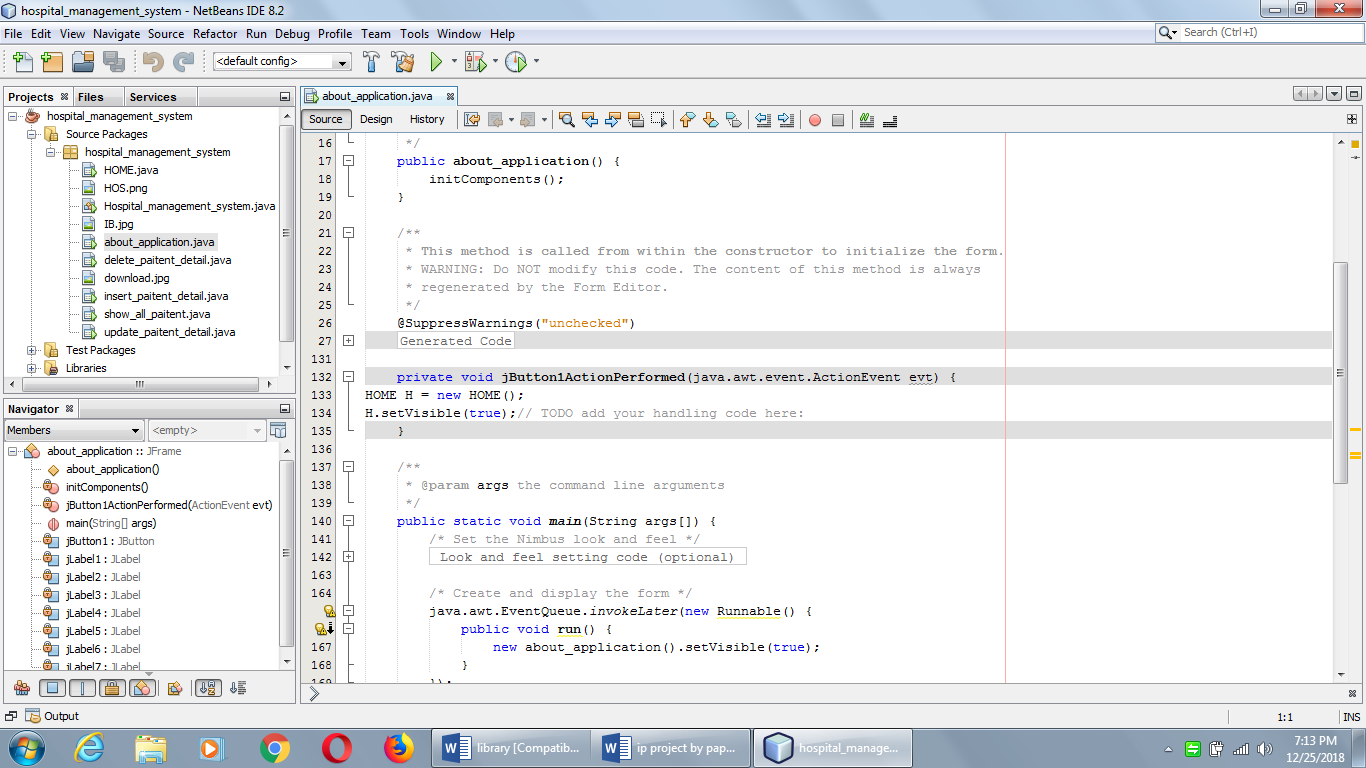 hospital_management_system - NetBeans IDE 8.2
File Edit View Navigate Source Refactor Run Debug Profile Team Tools Window Help
Search (Ctrl+I)
<default config>
Projects Files Services
hospital_management_system
Source Packages
hospital_management_system
HOME.java
HOS.png
Hospital_management_system.java
IB.jpg
about_application.java
delete_paitent_detail.java
download.jpg
insert_paitent_detail.java
show_all_paitent.java
update_paitent_detail.java
Test Packages
Libraries
Navigator
Members <empty>
about_application :: JFrame
about_application()
initComponents()
jButton1ActionPerformed(ActionEvent evt)
main(String[] args)
jButton1 : JButton
jLabel1 : JLabel
jLabel2 : JLabel
jLabel3 : JLabel
jLabel4 : JLabel
jLabel5 : JLabel
jLabel6 : JLabel
jLabel7 : JLabel
about_application.java
Source Design History
16 */
17 public about_application() {
18 initComponents();
19 }
20
21 /**
22 * This method is called from within the constructor to initialize the form.
23 * WARNING: Do NOT modify this code. The content of this method is always
24 * regenerated by the Form Editor.
25 */
26 @SuppressWarnings("unchecked")
27 Generated Code
131
132 private void jButton1ActionPerformed(java.awt.event.ActionEvent evt) {
133 HOME H = new HOME();
134 H.setVisible(true);// TODO add your handling code here:
135 }
136
137 /**
138 * @param args the command line arguments
139 */
140 public static void main(String args[]) {
141 /* Set the Nimbus look and feel */
142 Look and feel setting code (optional)
163
164 /* Create and display the form */
java.awt.EventQueue.invokeLater(new Runnable() {
public void run() {
167 new about_application().setVisible(true);
168 }
169 });
Output
1:1 INS
library [Compatib... ip project by pap... hospital_manage...
7:13 PM
12/25/2018